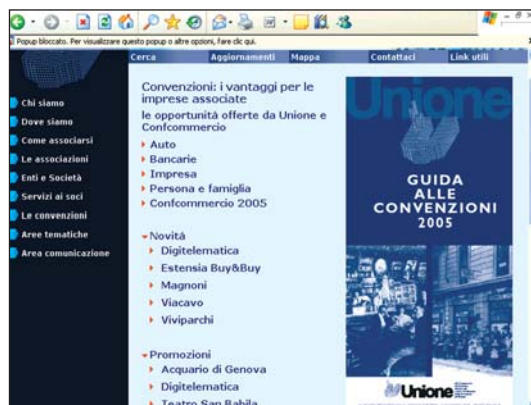 Popup bloccato. Per visualizzare questo popup o altre opzioni, fare clic qui.
Cerca Aggiornamenti Mappa Contattaci Link utili
Chi siamo
Dove siamo
Come associarsi
Le associazioni
Enti e Società
Servizi ai soci
Le convenzioni
Aree tematiche
Area comunicazione
Convenzioni: i vantaggi per le
imprese associate
le opportunità offerte da Unione e
Confcommercio
Auto
Bancarie
Impresa
Persona e famiglia
Confcommercio 2005
Novità
Digitelematica
Estensia Buy&Buy
Magnoni
Viacavo
Viviparchi
Promozioni
Acquario di Genova
Digitelematica
Teatro San Babila
Unione
GUIDA
ALLE
CONVENZIONI
2005
Unione